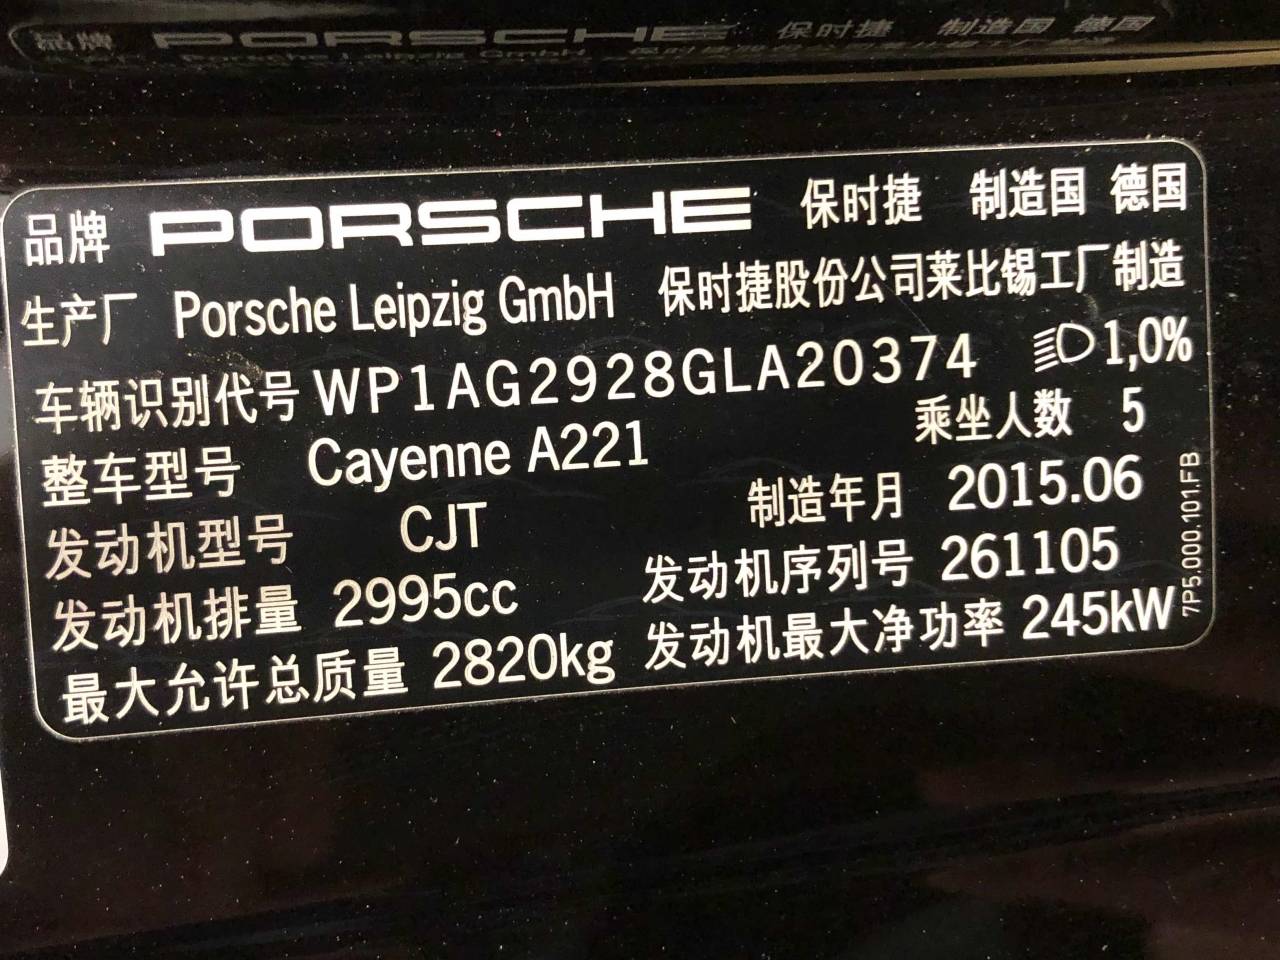 品牌 PORSCHE 保时捷 制造国 德国
生产厂 Porsche Leipzig GmbH 保时捷股份公司莱比锡工厂制造
车辆识别代号 WP1AG2928GLA20374 1,0%
整车型号 Cayenne A221 乘坐人数 5
发动机型号 CJT 制造年月 2015.06
发动机排量 2995cc 发动机序列号 261105
最大允许总质量 2820kg 发动机最大净功率 245kW
7P5.000.101.FB